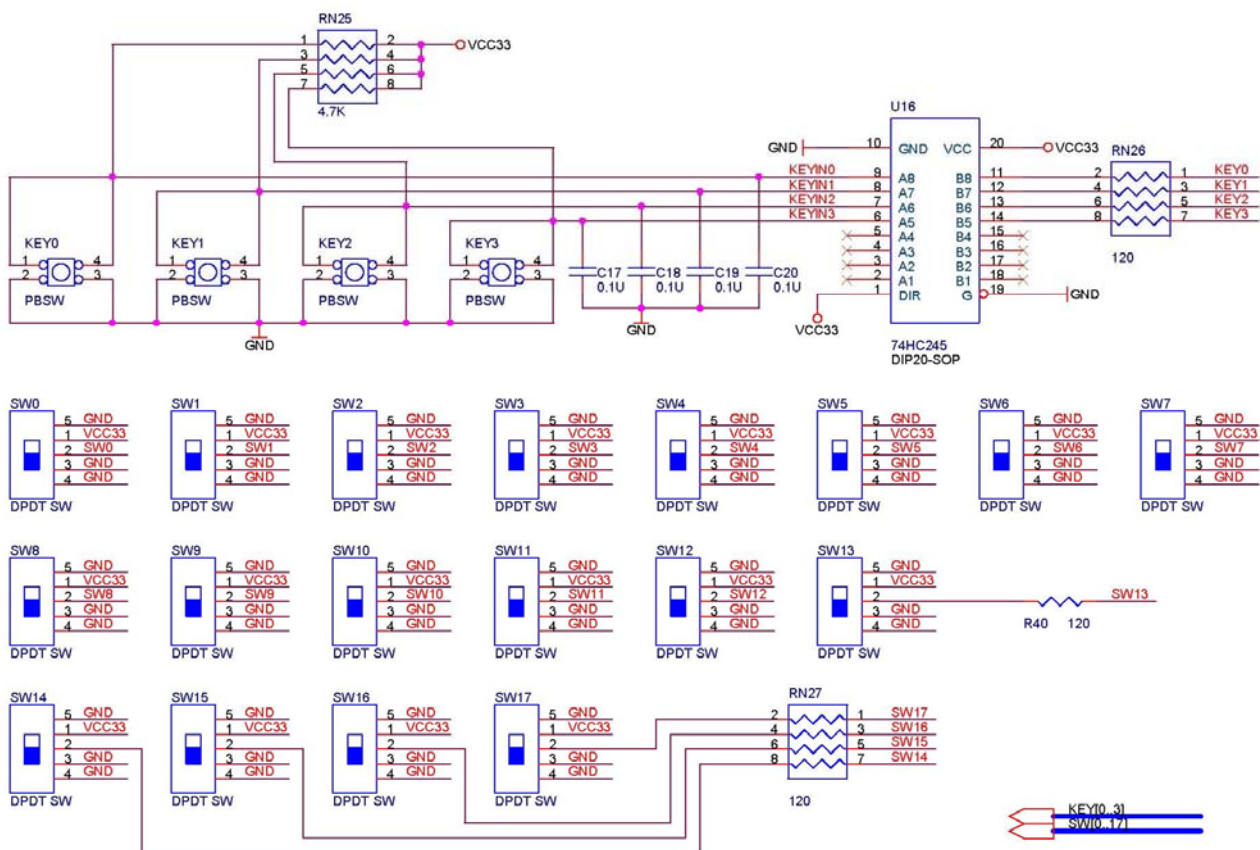 RN25
1 2 VCC33
3 4
5 6
7 8
4.7K
U16
GND 10 GND VCC 20 VCC33 RN26
KEYIN0 9 A8 B8 11 2 1 KEY0
KEYIN1 8 A7 B7 12 4 3 KEY1
KEYIN2 7 A6 B6 13 6 5 KEY2
KEYIN3 6 A5 B5 14 8 7 KEY3
5 A4 B4 15
4 A3 B3 16
3 A2 B2 17
2 A1 B1 18
1 DIR G 19 GND
120
VCC33
74HC245
DIP20-SOP
KEY0 KEY1 KEY2 KEY3
1 4 1 4 1 4 1 4
2 3 2 3 2 3 2 3
PBSW PBSW PBSW PBSW
C17 C18 C19 C20
0.1U 0.1U 0.1U 0.1U
GND GND
SW0 SW1 SW2 SW3 SW4 SW5 SW6 SW7
5 GND 5 GND 5 GND 5 GND 5 GND 5 GND 5 GND 5 GND
1 VCC33 1 VCC33 1 VCC33 1 VCC33 1 VCC33 1 VCC33 1 VCC33 1 VCC33
2 SW0 2 SW1 2 SW2 2 SW3 2 SW4 2 SW5 2 SW6 2 SW7
3 GND 3 GND 3 GND 3 GND 3 GND 3 GND 3 GND 3 GND
4 GND 4 GND 4 GND 4 GND 4 GND 4 GND 4 GND 4 GND
DPDT SW DPDT SW DPDT SW DPDT SW DPDT SW DPDT SW DPDT SW DPDT SW
SW8 SW9 SW10 SW11 SW12 SW13
5 GND 5 GND 5 GND 5 GND 5 GND 5 GND
1 VCC33 1 VCC33 1 VCC33 1 VCC33 1 VCC33 1 VCC33
2 SW8 2 SW9 2 SW10 2 SW11 2 SW12 2 SW13
3 GND 3 GND 3 GND 3 GND 3 GND 3 GND
4 GND 4 GND 4 GND 4 GND 4 GND 4 GND
R40 120
DPDT SW DPDT SW DPDT SW DPDT SW DPDT SW DPDT SW
SW14 SW15 SW16 SW17 RN27
5 GND 5 GND 5 GND 5 GND 2 1 SW17
1 VCC33 1 VCC33 1 VCC33 1 VCC33 4 3 SW16
2 2 2 2 6 5 SW15
3 GND 3 GND 3 GND 3 GND 8 7 SW14
4 GND 4 GND 4 GND 4 GND
DPDT SW DPDT SW DPDT SW DPDT SW 120
KEY[0..3]
SW[0..17]